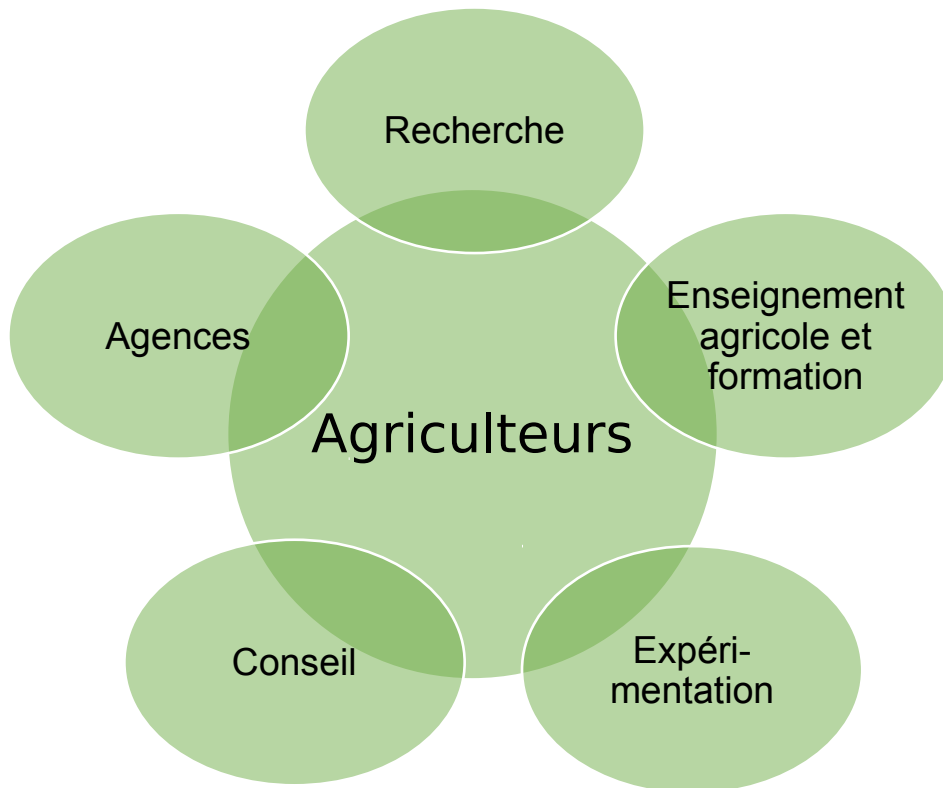 Recherche
Enseignement
agricole et
formation
Agences
Agriculteurs
Conseil
Expéri-
mentation